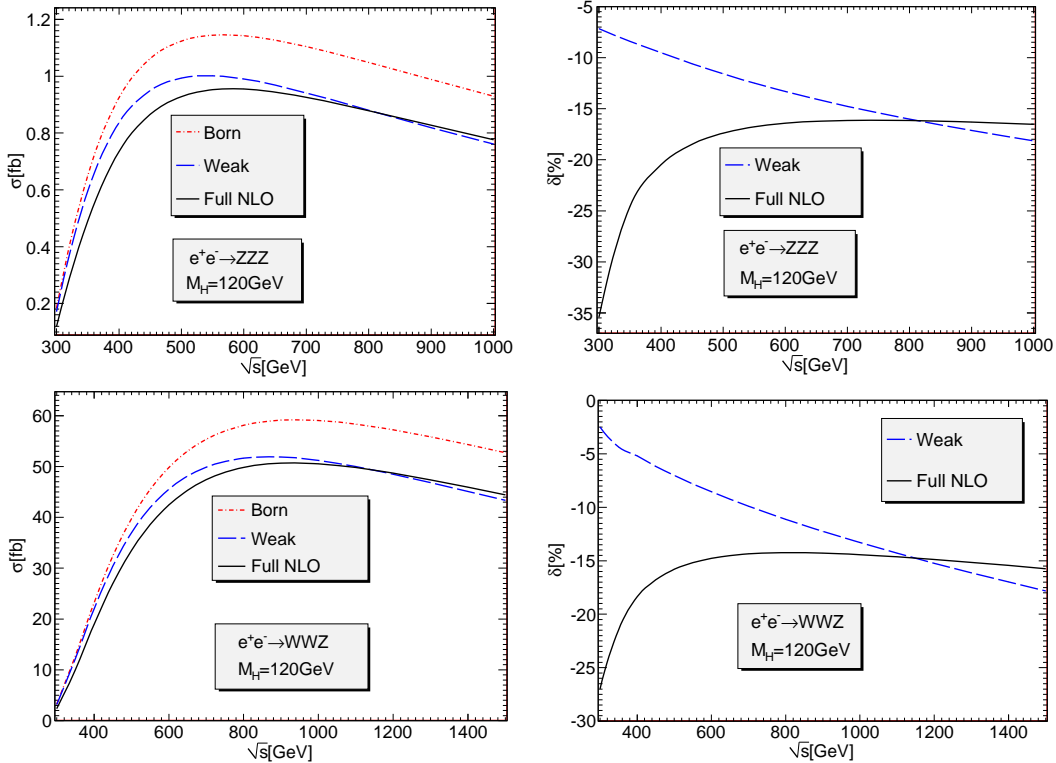 σ[fb]
1.2
1
0.8
0.6
0.4
0.2
Born
Weak
Full NLO
e⁺e⁻→ZZZ
M_H=120GeV
300 400 500 600 700 800 900 1000
√s[GeV]
δ[%]
-5
-10
-15
-20
-25
-30
-35
Weak
Full NLO
e⁺e⁻→ZZZ
M_H=120GeV
300 400 500 600 700 800 900 1000
√s[GeV]
σ[fb]
60
50
40
30
20
10
0
Born
Weak
Full NLO
e⁺e⁻→WWZ
M_H=120GeV
400 600 800 1000 1200 1400
√s[GeV]
δ[%]
0
-5
-10
-15
-20
-25
-30
Weak
Full NLO
e⁺e⁻→WWZ
M_H=120GeV
400 600 800 1000 1200 1400
√s[GeV]